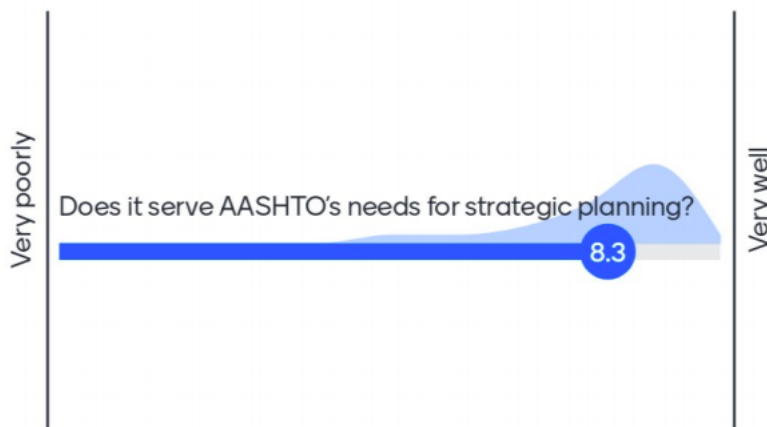 Very poorly
Does it serve AASHTO's needs for strategic planning?
8.3
Very well